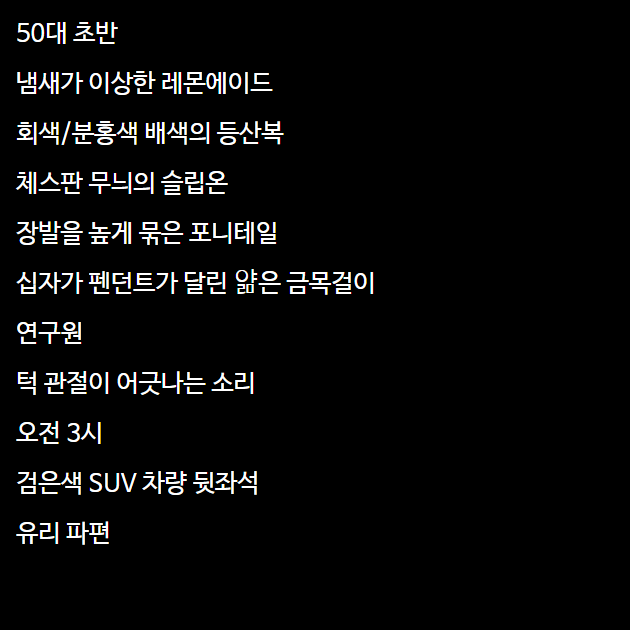 50대 초반
냄새가 이상한 레몬에이드
회색/분홍색 배색의 등산복
체스판 무늬의 슬립온
장발을 높게 묶은 포니테일
십자가 펜던트가 달린 얇은 금목걸이
연구원
턱 관절이 어긋나는 소리
오전 3시
검은색 SUV 차량 뒷좌석
유리 파편